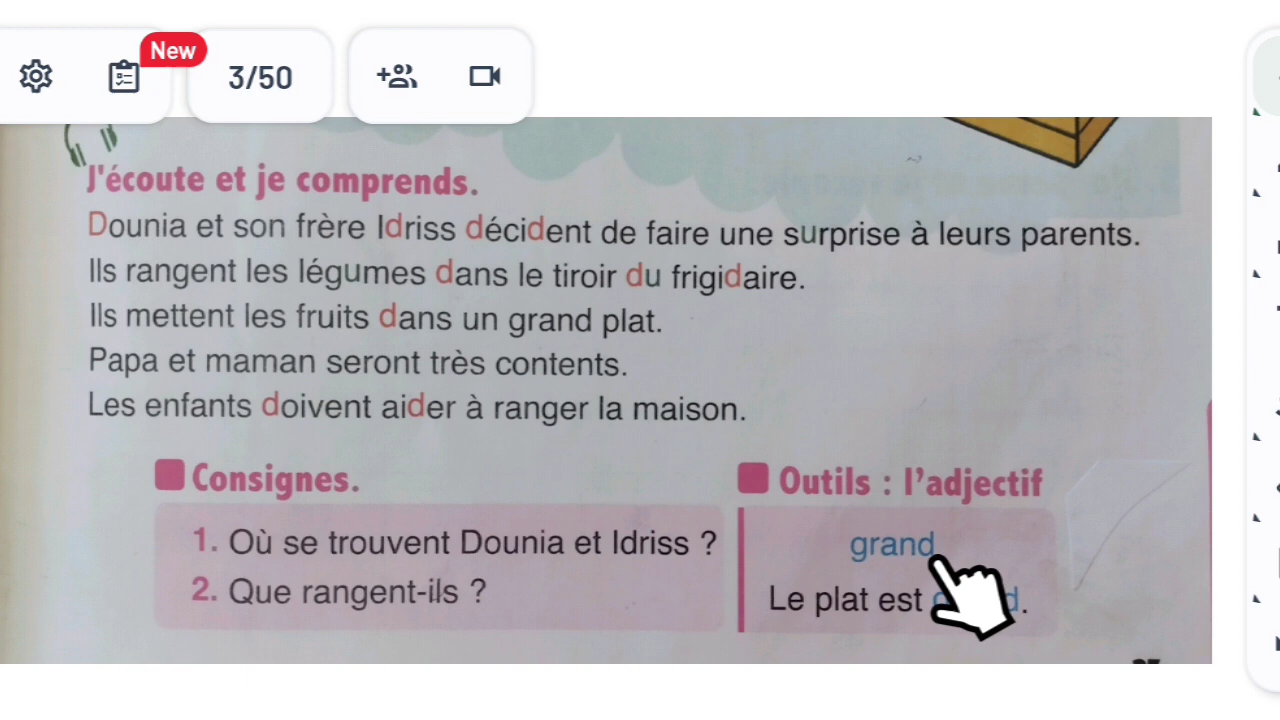 New
3/50
J'écoute et je comprends.
Dounia et son frère Idriss décident de faire une surprise à leurs parents.
Ils rangent les légumes dans le tiroir du frigidaire.
Ils mettent les fruits dans un grand plat.
Papa et maman seront très contents.
Les enfants doivent aider à ranger la maison.
Consignes.
1. Où se trouvent Dounia et Idriss ?
2. Que rangent-ils ?
Outils : l'adjectif
grand
Le plat est